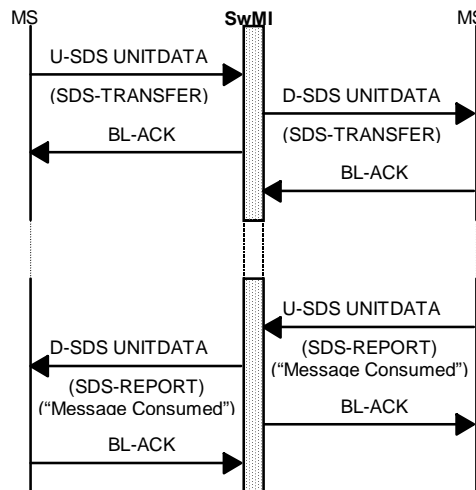 MS
SwMI
MS
U-SDS UNITDATA
(SDS-TRANSFER)
D-SDS UNITDATA
BL-ACK
(SDS-TRANSFER)
BL-ACK
U-SDS UNITDATA
D-SDS UNITDATA
(SDS-REPORT)
("Message Consumed")
(SDS-REPORT)
("Message Consumed")
BL-ACK
BL-ACK